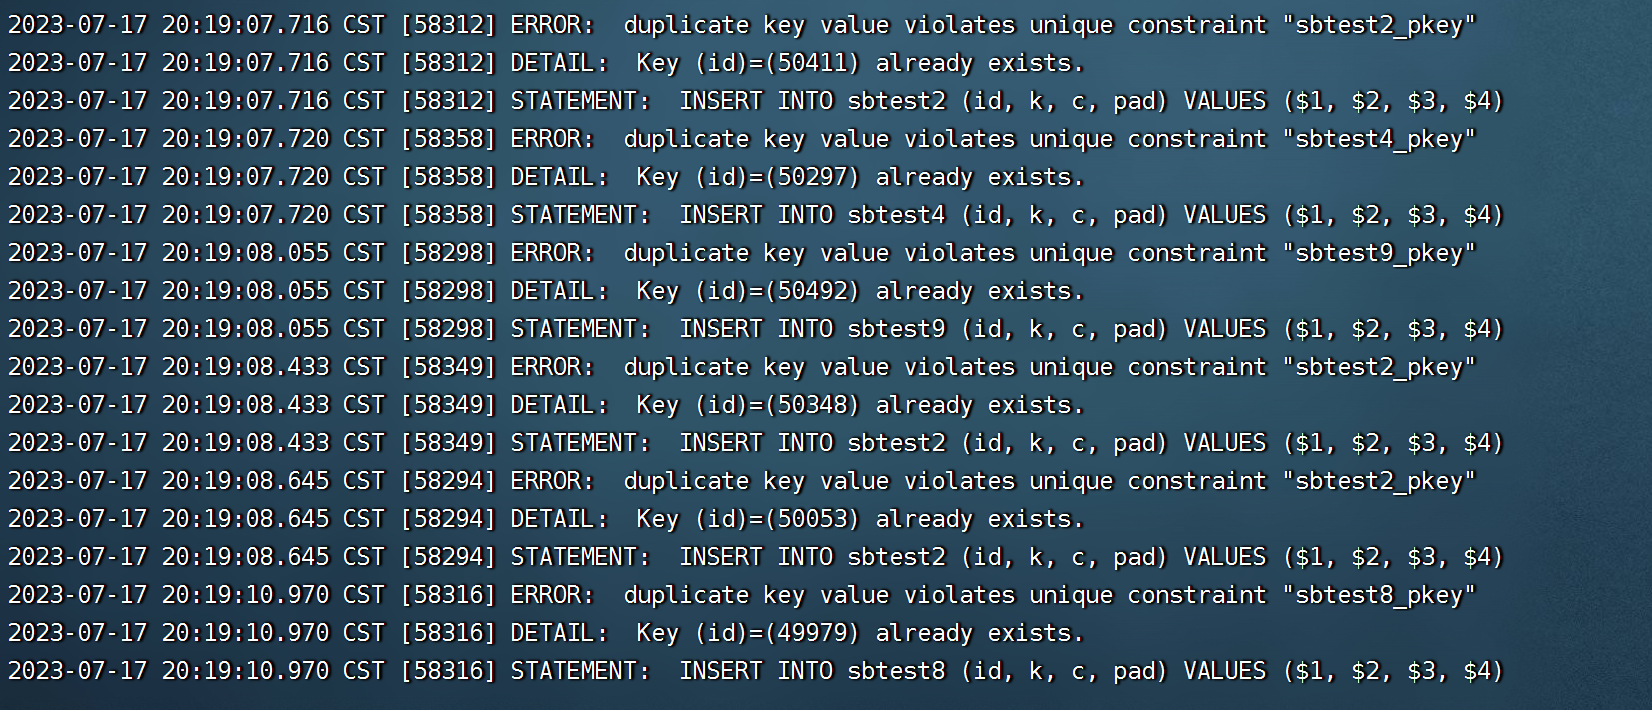 2023-07-17 20:19:07.716 CST [58312] ERROR:  duplicate key value violates unique constraint "sbtest2_pkey"
2023-07-17 20:19:07.716 CST [58312] DETAIL:  Key (id)=(50411) already exists.
2023-07-17 20:19:07.716 CST [58312] STATEMENT:  INSERT INTO sbtest2 (id, k, c, pad) VALUES ($1, $2, $3, $4)
2023-07-17 20:19:07.720 CST [58358] ERROR:  duplicate key value violates unique constraint "sbtest4_pkey"
2023-07-17 20:19:07.720 CST [58358] DETAIL:  Key (id)=(50297) already exists.
2023-07-17 20:19:07.720 CST [58358] STATEMENT:  INSERT INTO sbtest4 (id, k, c, pad) VALUES ($1, $2, $3, $4)
2023-07-17 20:19:08.055 CST [58298] ERROR:  duplicate key value violates unique constraint "sbtest9_pkey"
2023-07-17 20:19:08.055 CST [58298] DETAIL:  Key (id)=(50492) already exists.
2023-07-17 20:19:08.055 CST [58298] STATEMENT:  INSERT INTO sbtest9 (id, k, c, pad) VALUES ($1, $2, $3, $4)
2023-07-17 20:19:08.433 CST [58349] ERROR:  duplicate key value violates unique constraint "sbtest2_pkey"
2023-07-17 20:19:08.433 CST [58349] DETAIL:  Key (id)=(50348) already exists.
2023-07-17 20:19:08.433 CST [58349] STATEMENT:  INSERT INTO sbtest2 (id, k, c, pad) VALUES ($1, $2, $3, $4)
2023-07-17 20:19:08.645 CST [58294] ERROR:  duplicate key value violates unique constraint "sbtest2_pkey"
2023-07-17 20:19:08.645 CST [58294] DETAIL:  Key (id)=(50053) already exists.
2023-07-17 20:19:08.645 CST [58294] STATEMENT:  INSERT INTO sbtest2 (id, k, c, pad) VALUES ($1, $2, $3, $4)
2023-07-17 20:19:10.970 CST [58316] ERROR:  duplicate key value violates unique constraint "sbtest8_pkey"
2023-07-17 20:19:10.970 CST [58316] DETAIL:  Key (id)=(49979) already exists.
2023-07-17 20:19:10.970 CST [58316] STATEMENT:  INSERT INTO sbtest8 (id, k, c, pad) VALUES ($1, $2, $3, $4)